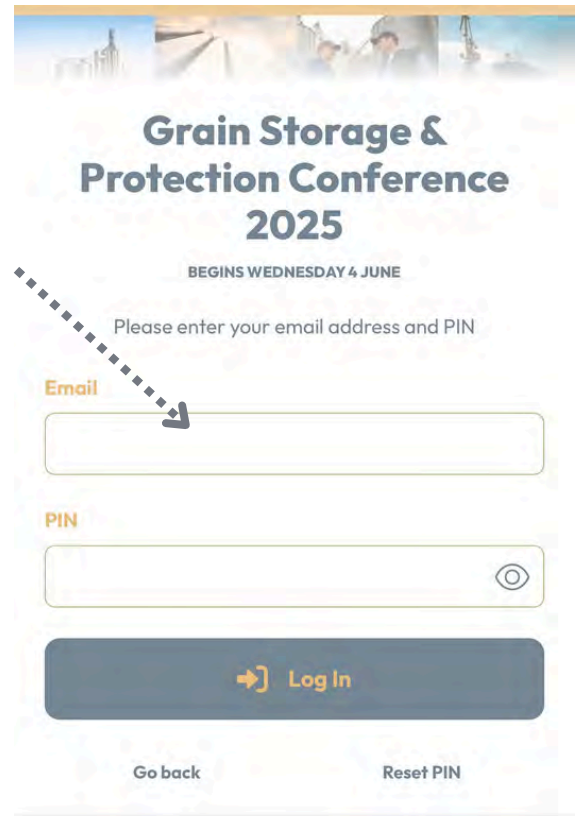 Grain Storage &
Protection Conference
2025
BEGINS WEDNESDAY 4 JUNE
Please enter your email address and PIN
Email
PIN
Log In
Go back
Reset PIN